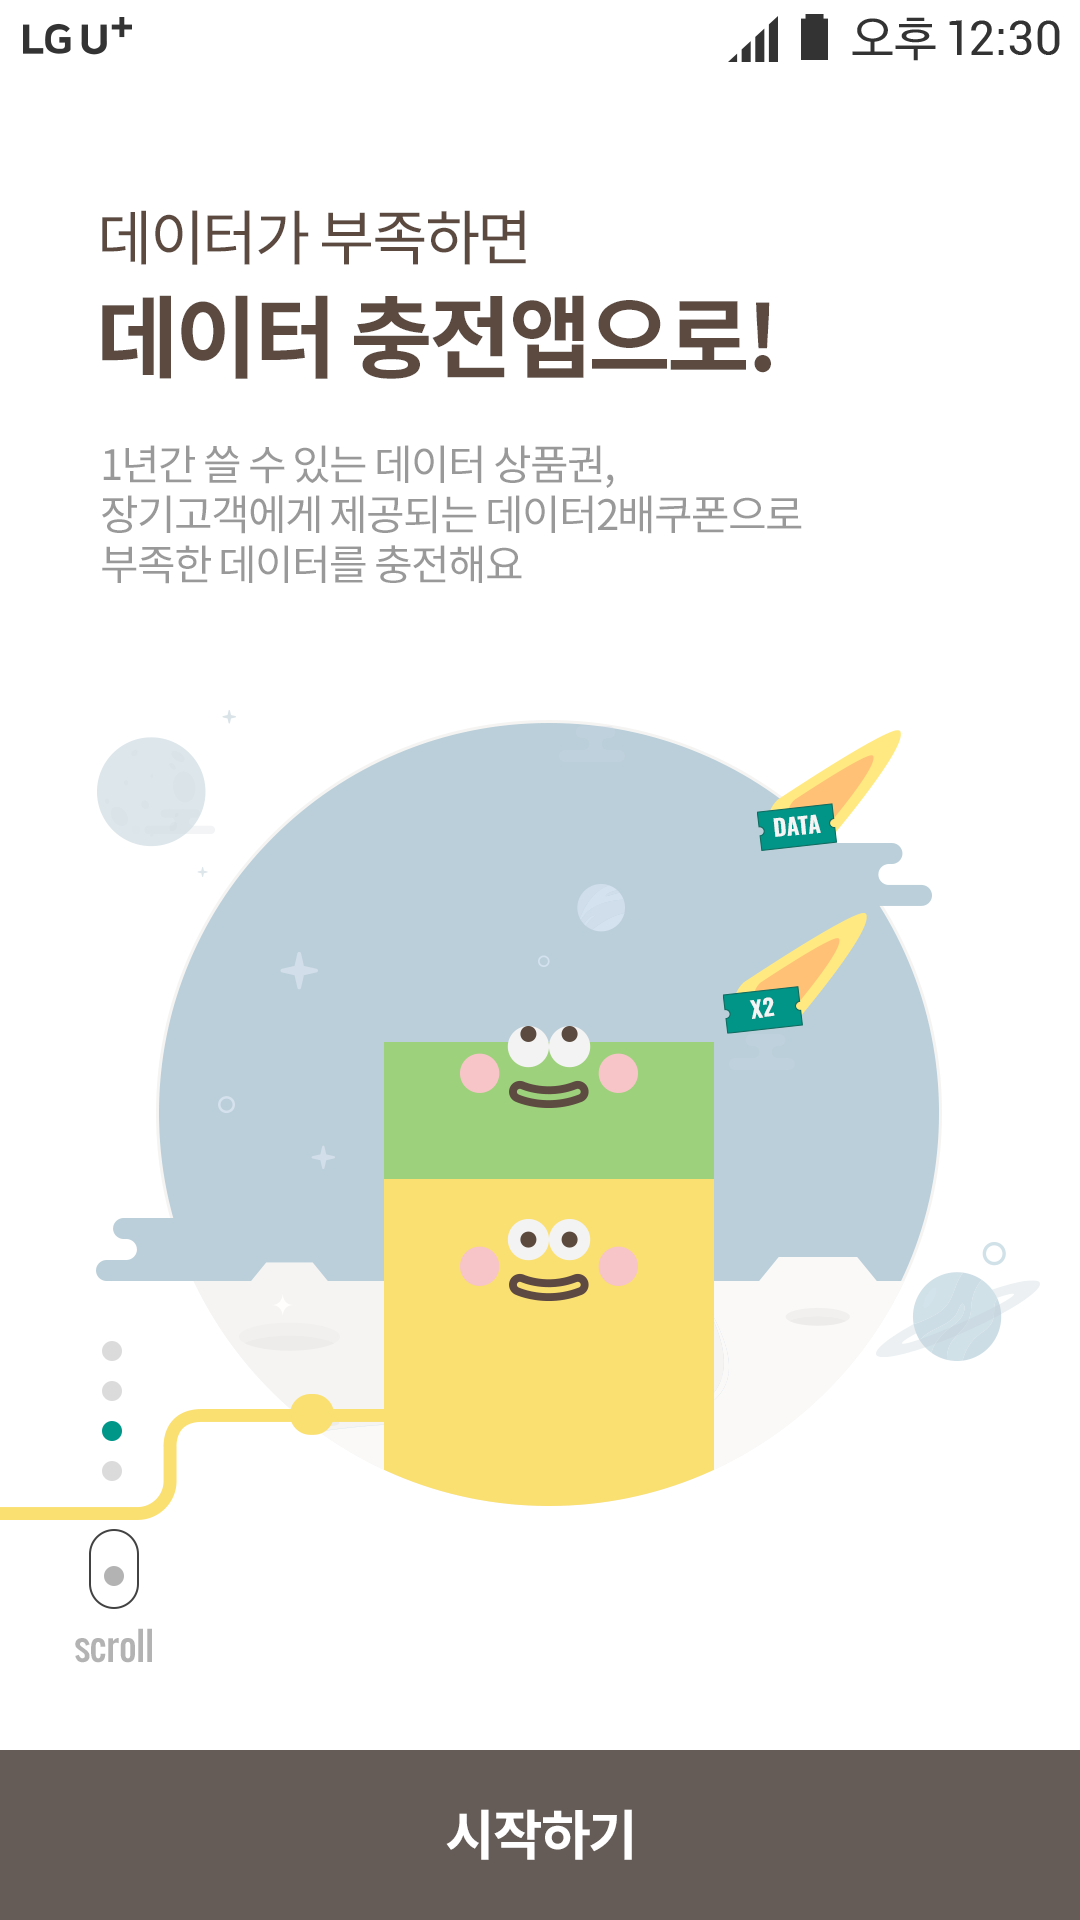 LG U+
오후 12:30
데이터가 부족하면
데이터 충전앱으로!
1년간 쓸 수 있는 데이터 상품권,
장기고객에게 제공되는 데이터2배쿠폰으로
부족한 데이터를 충전해요
DATA
X2
scroll
시작하기